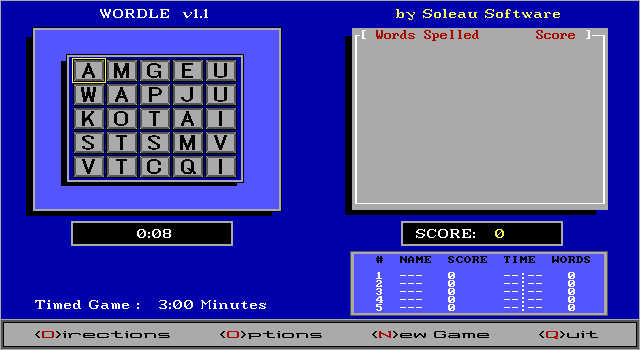 WORDLE v1.1
by Soleau Software
[ Words Spelled Score ]
A M G E U
W A P J U
K O T A I
S T S M V
V T C Q I
0:08
SCORE: 0
# NAME SCORE TIME WORDS
1 --- 0 --:-- 0
2 --- 0 --:-- 0
3 --- 0 --:-- 0
4 --- 0 --:-- 0
5 --- 0 --:-- 0
Timed Game : 3:00 Minutes
(D)irections (O)ptions (N)ew Game (Q)uit